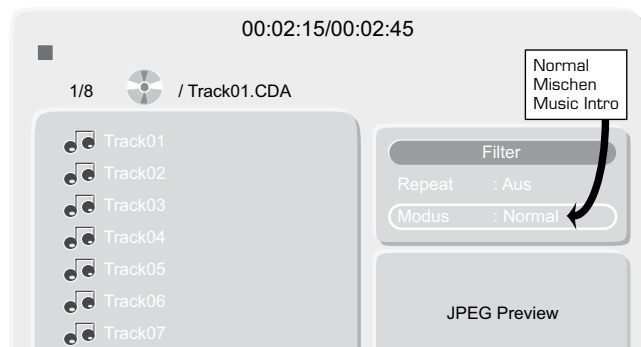 00:02:15/00:02:45
1/8 / Track01.CDA
Normal
Mischen
Music Intro
Track01
Track02
Track03
Track04
Track05
Track06
Track07
Filter
Repeat : Aus
Modus : Normal
JPEG Preview